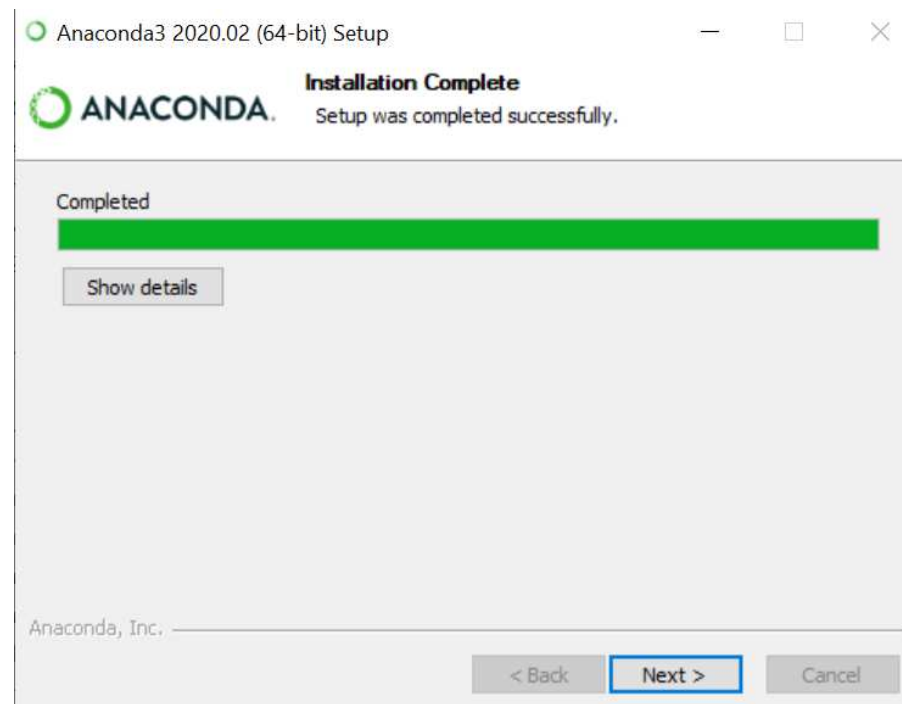 Anaconda3 2020.02 (64-bit) Setup
ANACONDA.
Installation Complete
Setup was completed successfully.
Completed
Show details
Anaconda, Inc.
< Back
Next >
Cancel